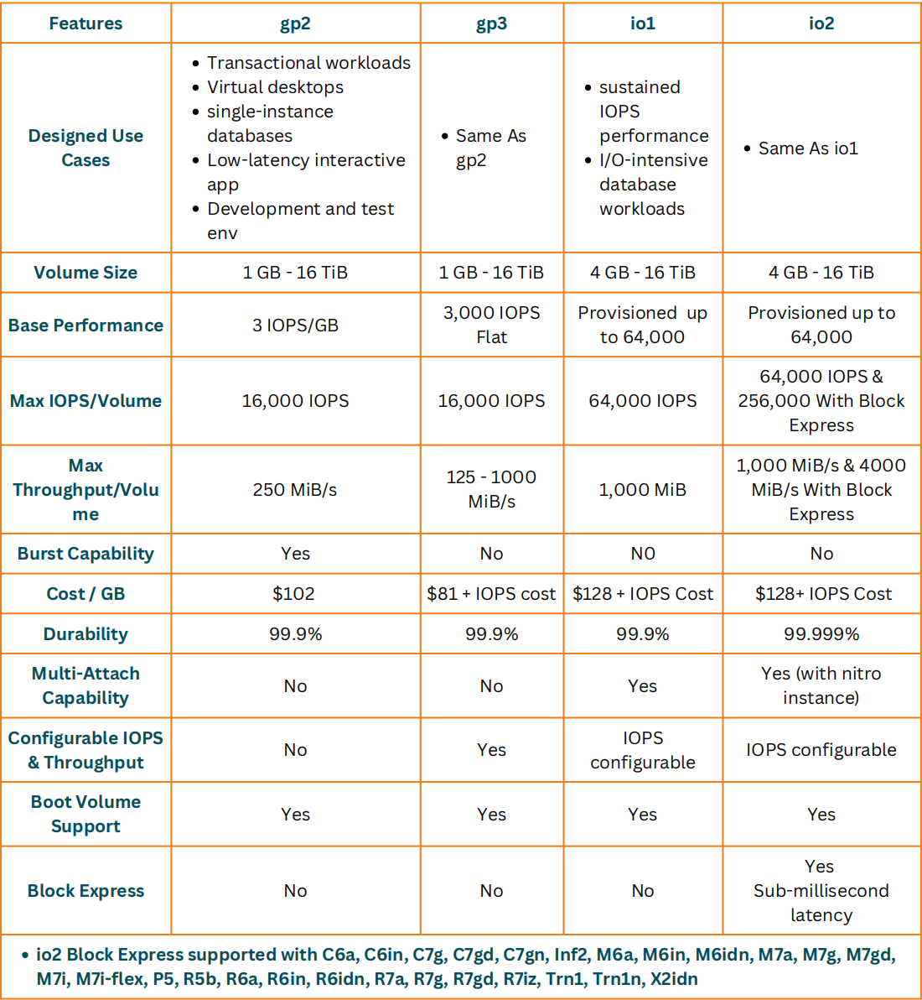 Features gp2 gp3 io1 io2
Designed Use
Cases
• Transactional workloads
• Virtual desktops
• single-instance
databases
• Low-latency interactive
app
• Development and test
env
• Same As
gp2
• sustained
IOPS
performance
• I/O-intensive
database
workloads
• Same As io1
Volume Size 1 GB - 16 TiB 1 GB - 16 TiB 4 GB - 16 TiB 4 GB - 16 TiB
Base Performance
3 IOPS/GB
3,000 IOPS
Flat
Provisioned up
to 64,000
Provisioned up to
64,000
Max IOPS/Volume
16,000 IOPS
16,000 IOPS
64,000 IOPS
64,000 IOPS &
256,000 With Block
Express
Max
Throughput/Volu
me
250 MiB/s
125 - 1000
MiB/s
1,000 MiB
1,000 MiB/s & 4000
MiB/s With Block
Express
Burst Capability Yes No N0 No
Cost / GB $102 $81 + IOPS cost $128 + IOPS Cost $128+ IOPS Cost
Durability 99.9% 99.9% 99.9% 99.999%
Multi-Attach
Capability
No
No
Yes
Yes (with nitro
instance)
Configurable IOPS
& Throughput
No
Yes
IOPS
configurable
IOPS configurable
Boot Volume
Support
Yes
Yes
Yes
Yes
Block Express
No
No
No
Yes
Sub-millisecond
latency
• io2 Block Express supported with C6a, C6in, C7g, C7gd, C7gn, Inf2, M6a, M6in, M6idn, M7a, M7g, M7gd,
M7i, M7i-flex, P5, R5b, R6a, R6in, R6idn, R7a, R7g, R7gd, R7iz, Trn1, Trn1n, X2idn